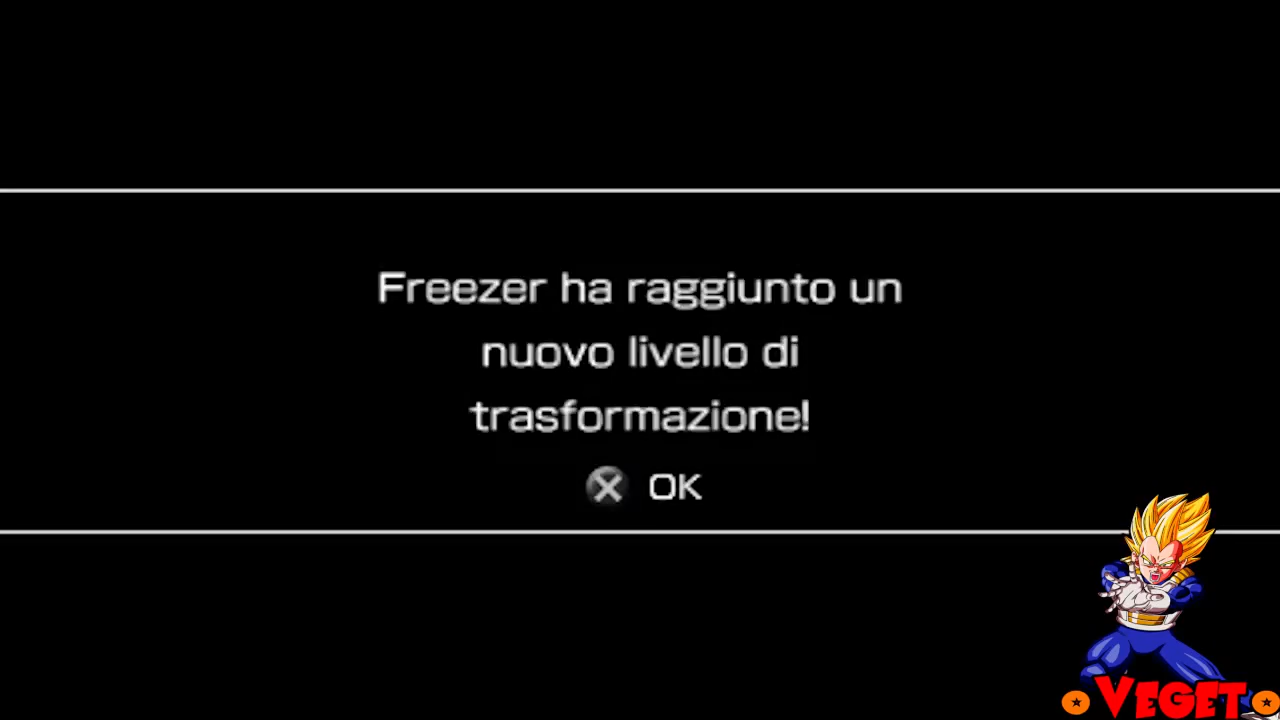 Freezer ha raggiunto un
nuovo livello di
trasformazione!
OK
VEGET